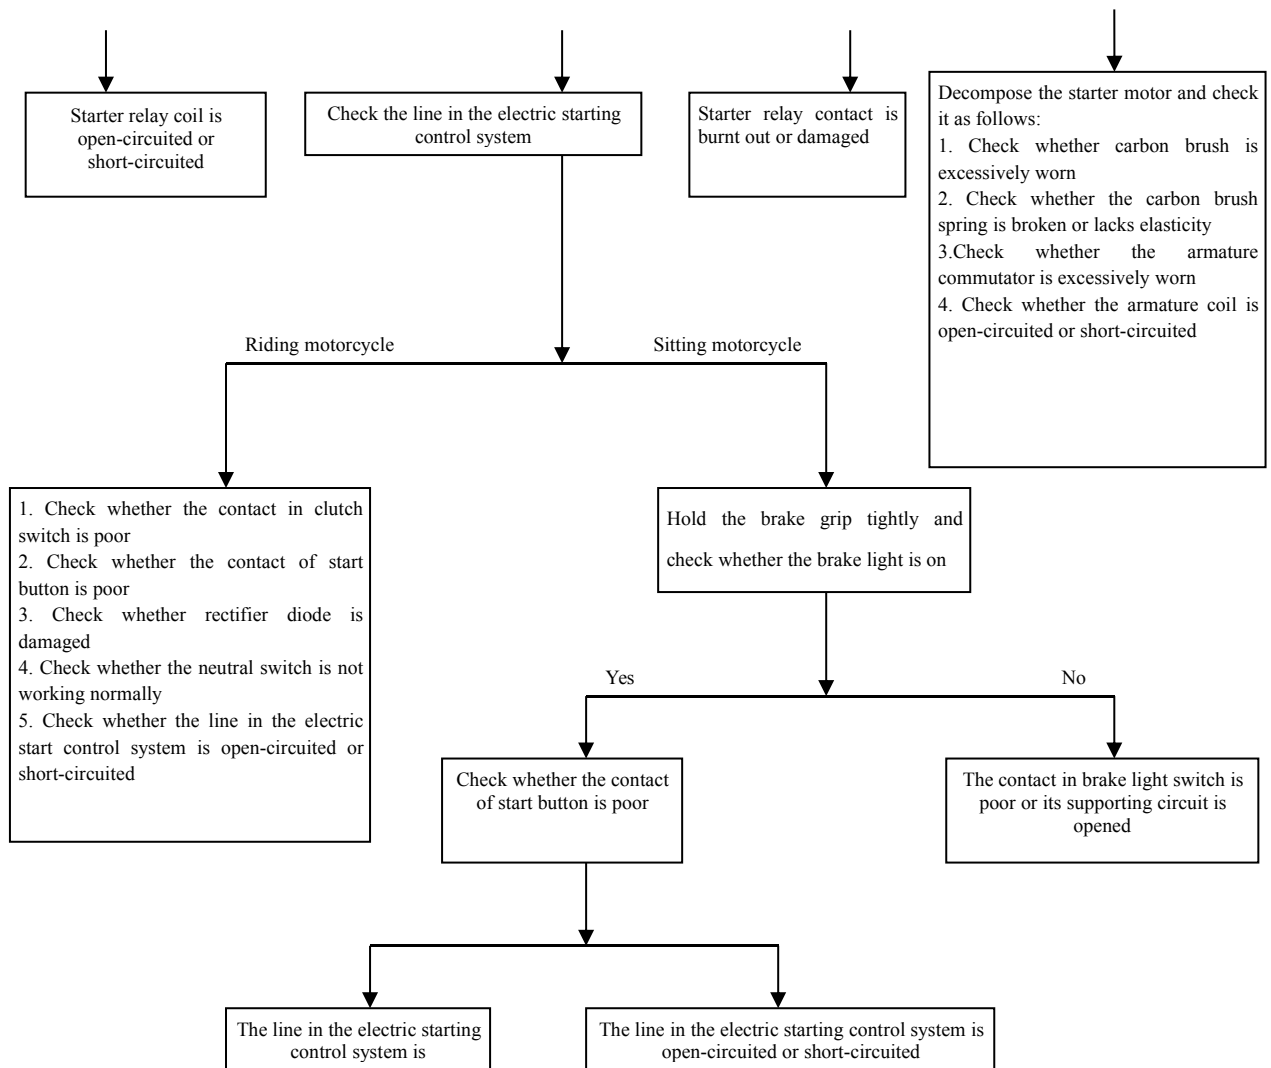 Starter relay coil is
open-circuited or
short-circuited
Check the line in the electric starting
control system
Starter relay contact is
burnt out or damaged
Decompose the starter motor and check
it as follows:
1. Check whether carbon brush is
excessively worn
2. Check whether the carbon brush
spring is broken or lacks elasticity
3.Check whether the armature
commutator is excessively worn
4. Check whether the armature coil is
open-circuited or short-circuited
Riding motorcycle
Sitting motorcycle
1. Check whether the contact in clutch
switch is poor
2. Check whether the contact of start
button is poor
3. Check whether rectifier diode is
damaged
4. Check whether the neutral switch is not
working normally
5. Check whether the line in the electric
start control system is open-circuited or
short-circuited
Hold the brake grip tightly and
check whether the brake light is on
Yes
No
Check whether the contact
of start button is poor
The contact in brake light switch is
poor or its supporting circuit is
opened
The line in the electric starting
control system is
The line in the electric starting control system is
open-circuited or short-circuited